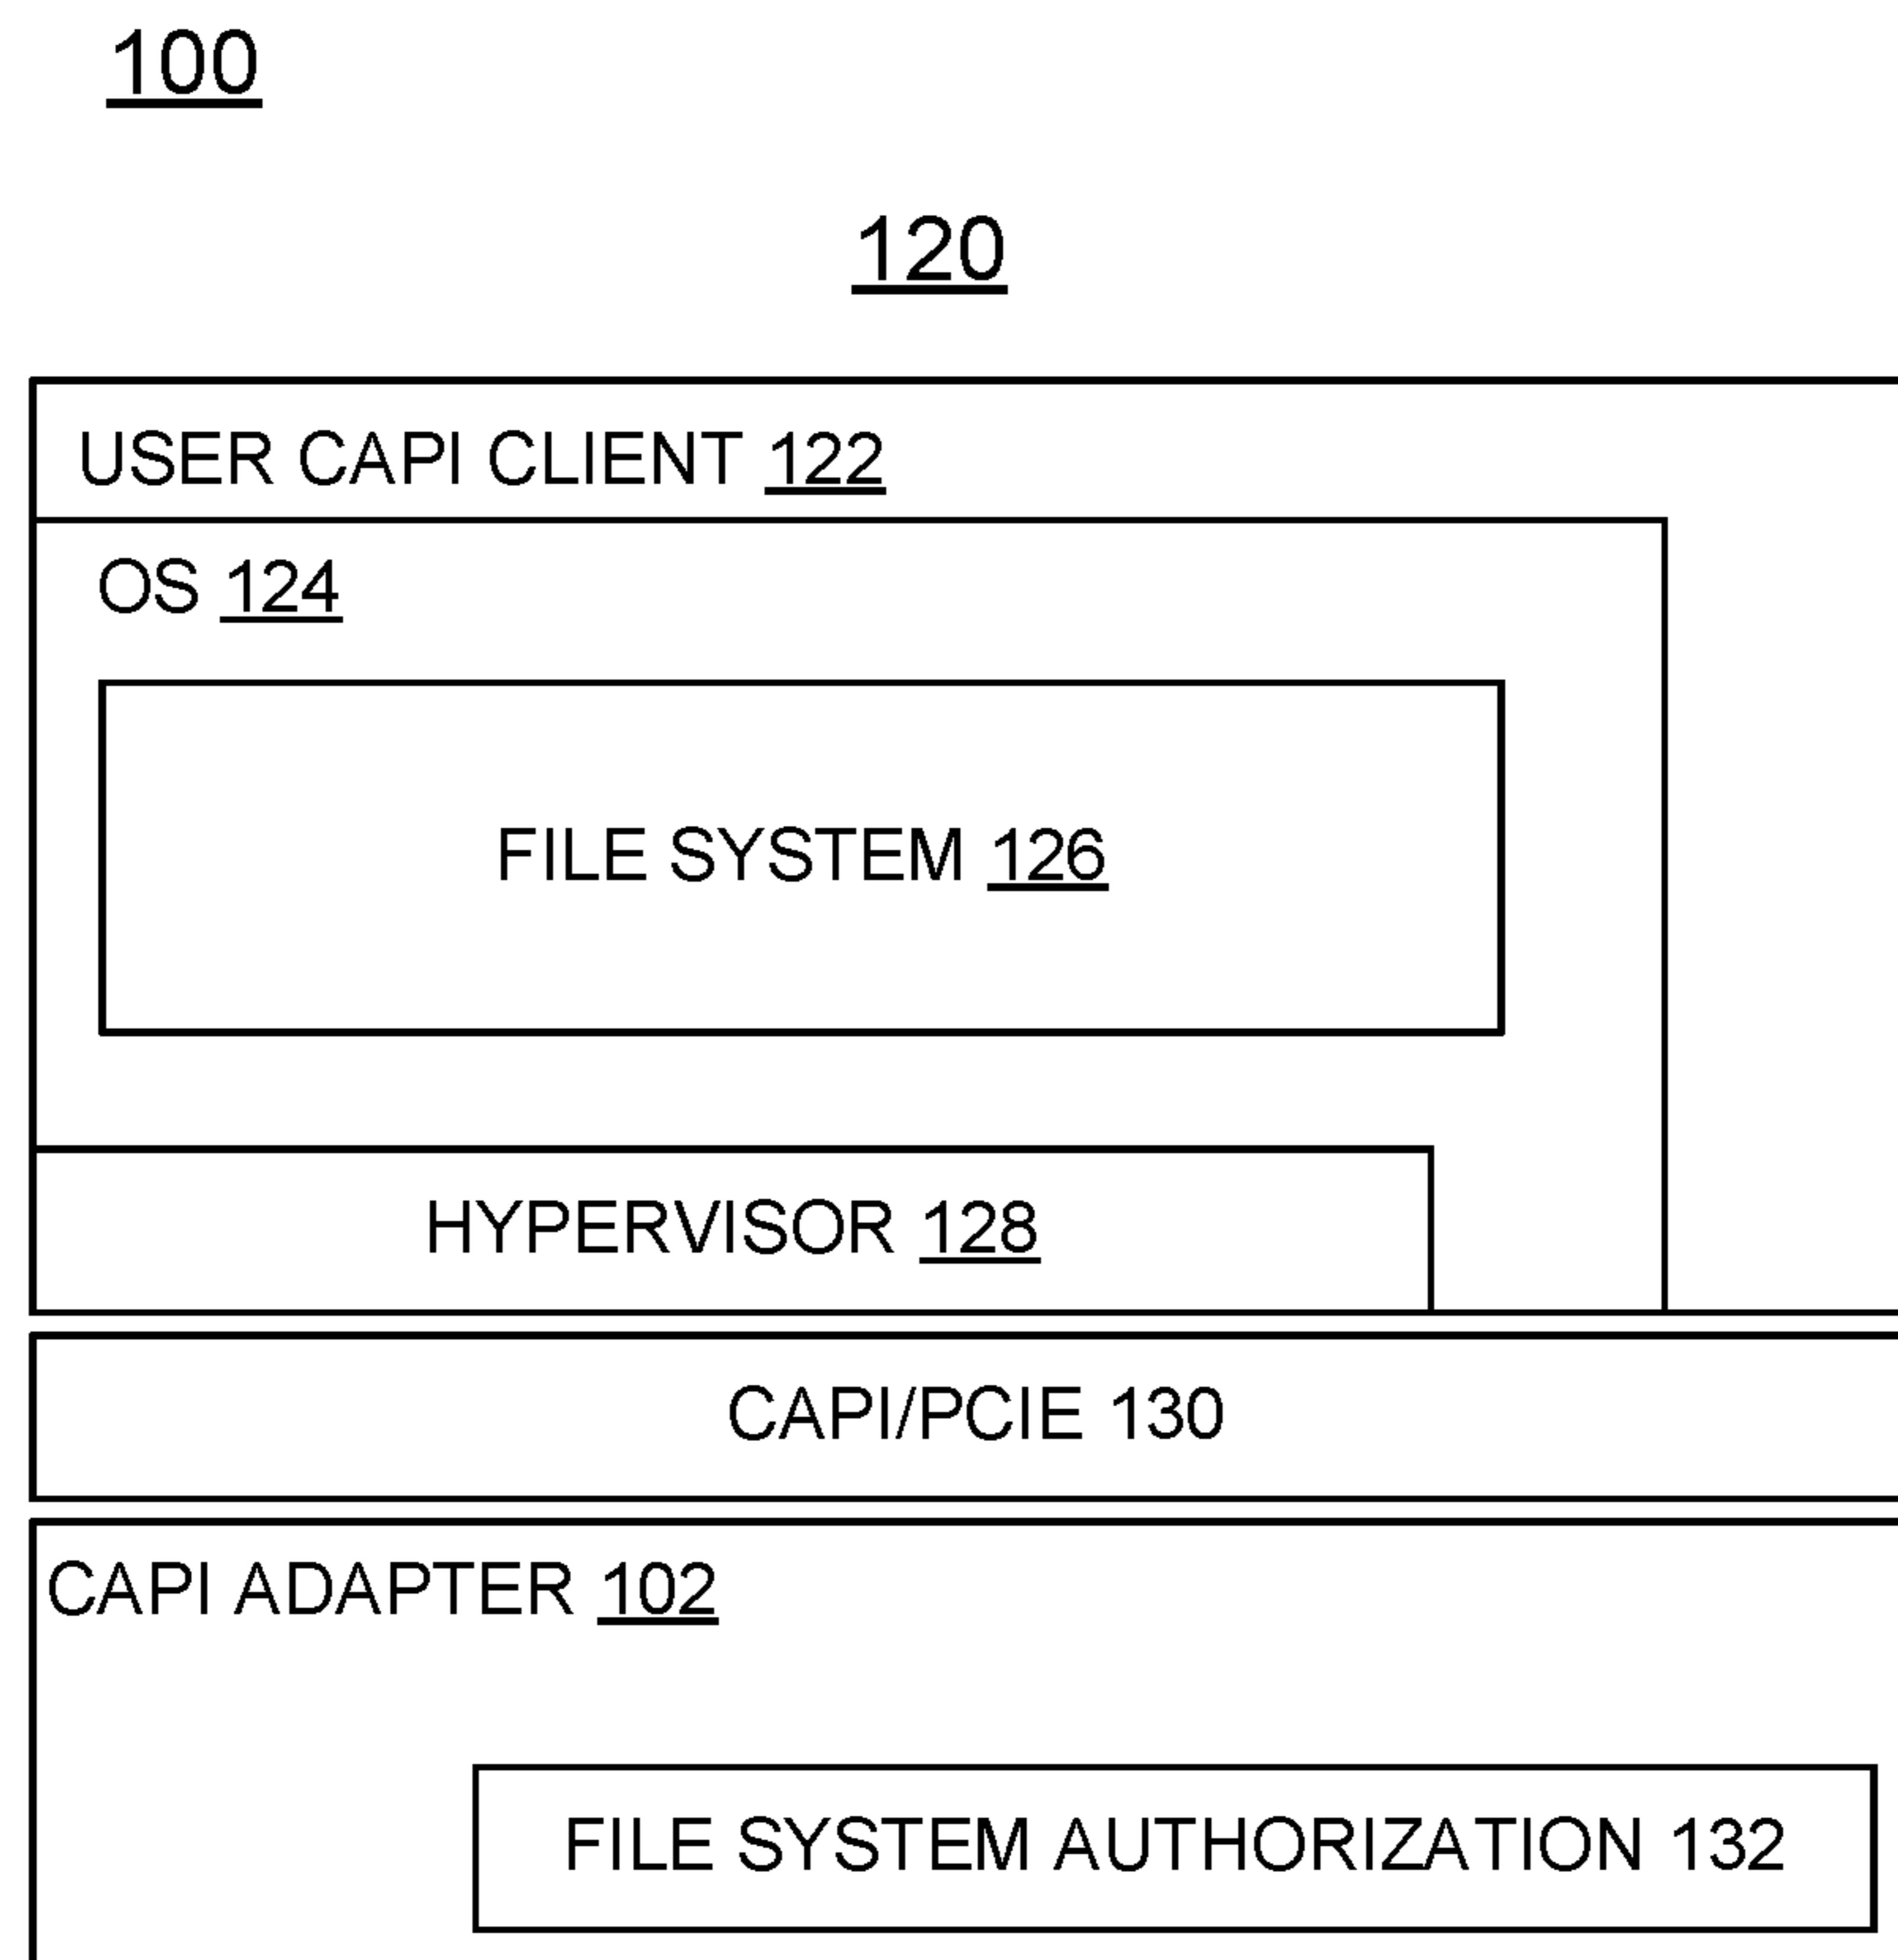 100
120
USER CAPI CLIENT 122
OS 124
FILE SYSTEM 126
HYPERVISOR 128
CAPI/PCIE 130
CAPI ADAPTER 102
FILE SYSTEM AUTHORIZATION 132